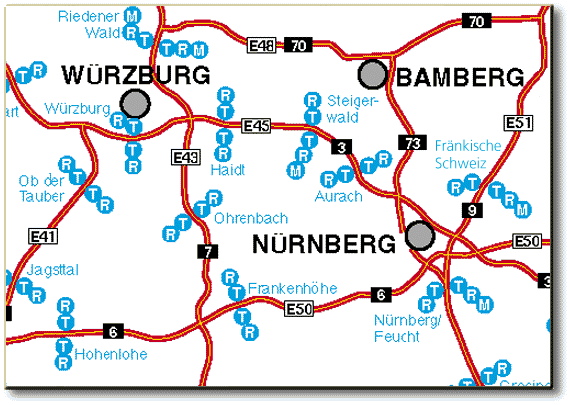 Riedener
Wald
M
R
T
T
R
M
70
E48
70
WÜRZBURG
BAMBERG
T
R
R
T
Würzburg
R
T
T
R
R
T
Steiger-
wald
E51
E45
T
R
Haidt
3
T
R
M
73
Fränkische
Schweiz
E43
R
T
T
R
Aurach
R
T
T
R
M
Ob der
Tauber
R
T
T
R
T
R
Ohrenbach
R
T
9
E41
NÜRNBERG
E50
7
Jagsttal
T
R
Frankenhöhe
R
T
T
R
E50
6
T
R
T
R
M
Nürnberg/
Feucht
R
T
T
R
6
Hohenlohe
T
R